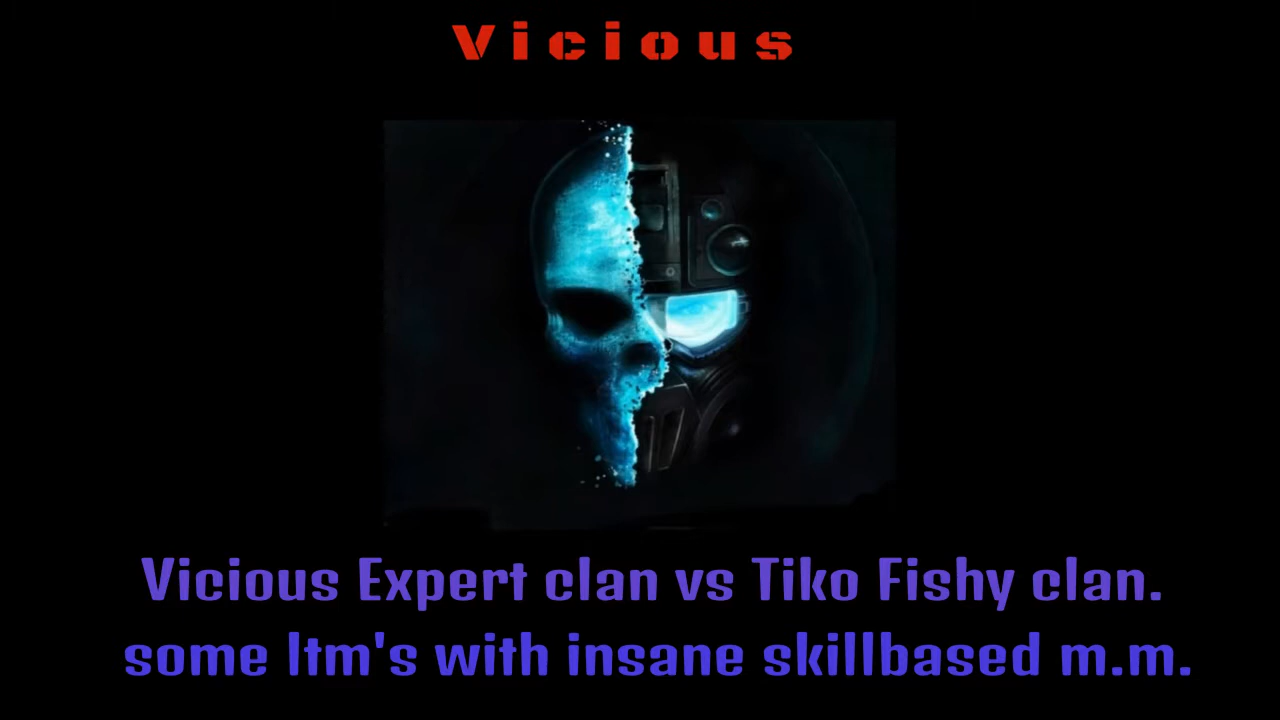 Vicious
Vicious Expert clan vs Tiko Fishy clan.
some ltm's with insane skillbased m.m.